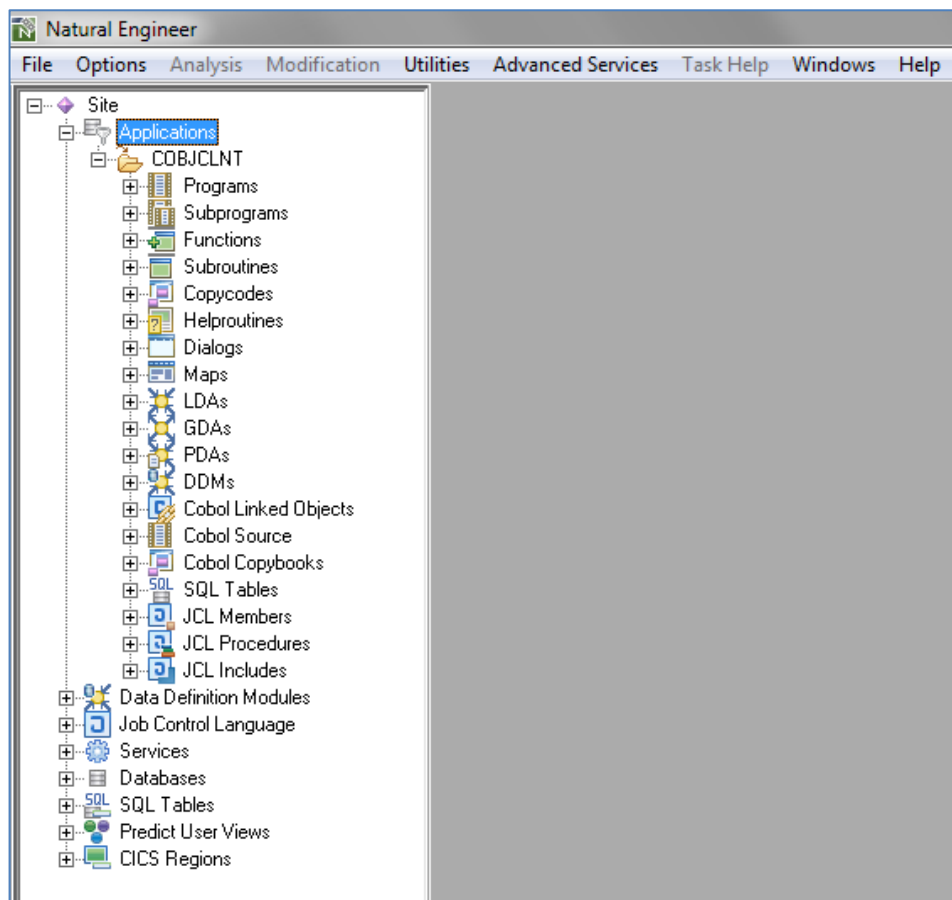 Natural Engineer
File Options Analysis Modification Utilities Advanced Services Task Help Windows Help
Site
Applications
COBJCLNT
Programs
Subprograms
Functions
Subroutines
Copycodes
Helproutines
Dialogs
Maps
LDAs
GDAs
PDAs
DDMs
Cobol Linked Objects
Cobol Source
Cobol Copybooks
SQL Tables
JCL Members
JCL Procedures
JCL Includes
Data Definition Modules
Job Control Language
Services
Databases
SQL Tables
Predict User Views
CICS Regions